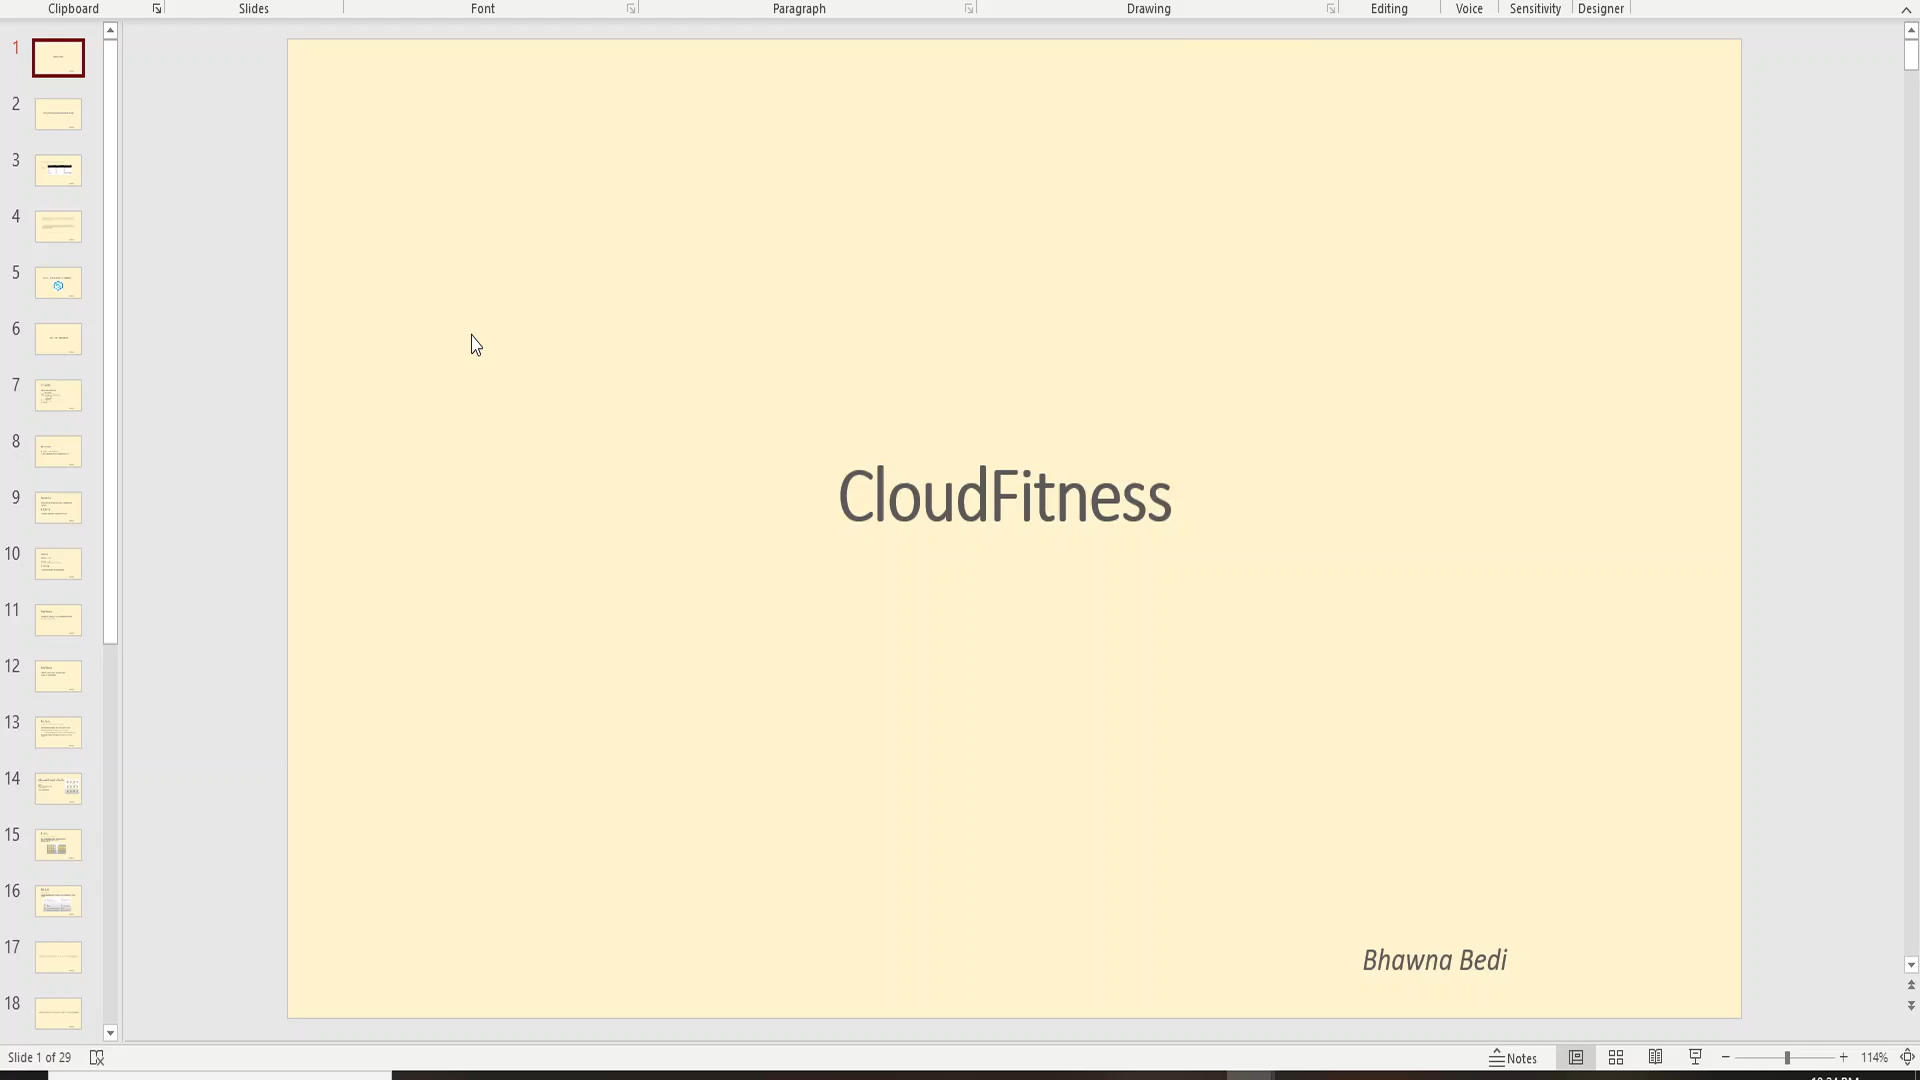 Clipboard
Slides
Font
Paragraph
Drawing
Editing
Voice
Sensitivity
Designer
1
2
3
4
5
6
7
8
9
10
11
12
13
14
15
16
17
18
CloudFitness
Bhawna Bedi
Slide 1 of 29
Notes
114%